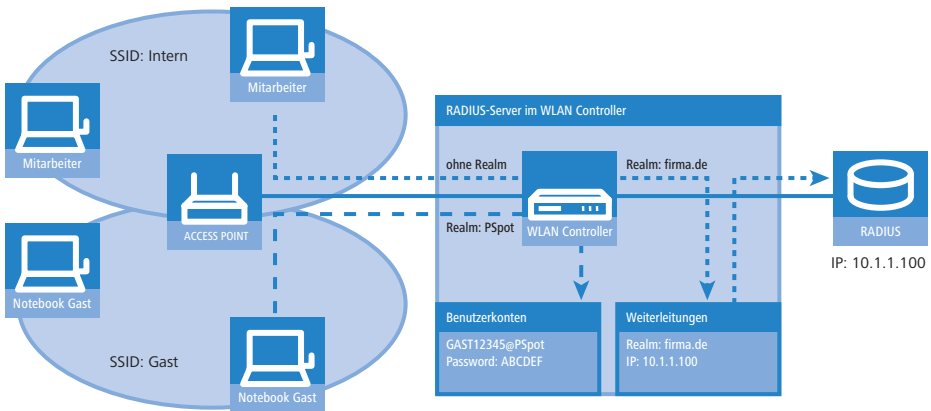 SSID: Intern
Mitarbeiter
Mitarbeiter
ACCESS POINT
Notebook Gast
SSID: Gast
Notebook Gast
RADIUS-Server im WLAN Controller
ohne Realm
Realm: firma.de
Realm: PSpot
WLAN Controller
Benutzerkonten
GAST12345@PSpot
Password: ABCDEF
Weiterleitungen
Realm: firma.de
IP: 10.1.1.100
RADIUS
IP: 10.1.1.100